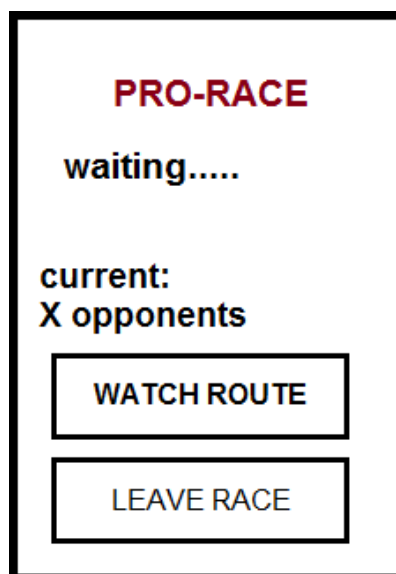 PRO-RACE
waiting.....
current:
X opponents
WATCH ROUTE
LEAVE RACE